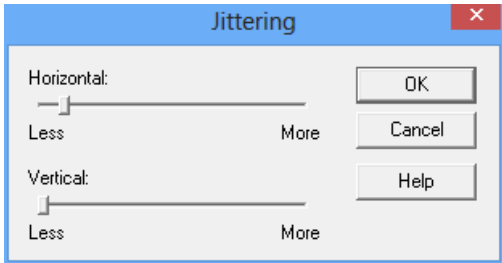 Jittering
Horizontal:
Less More
Vertical:
Less More
OK
Cancel
Help